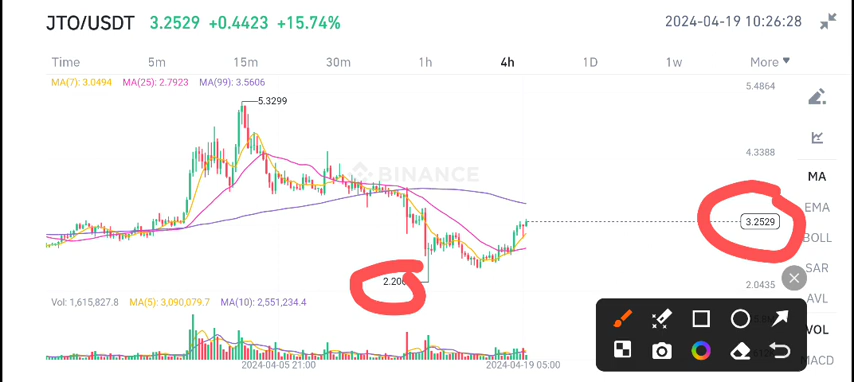 JTO/USDT 3.2529 +0.4423 +15.74% 2024-04-19 10:26:28
Time 5m 15m 30m 1h 4h 1D 1w More
MA(7): 3.0494 MA(25): 2.7923 MA(99): 3.5606
5.4864
5.3299
4.3388
BINANCE
MA
EMA
3.2529
BOLL
SAR
2.20
2.0435
AVL
Vol: 1,615,827.8 MA(5): 3,090,079.7 MA(10): 2,551,234.4
VOL
MACD
2024-04-05 21:00 2024-04-19 05:00